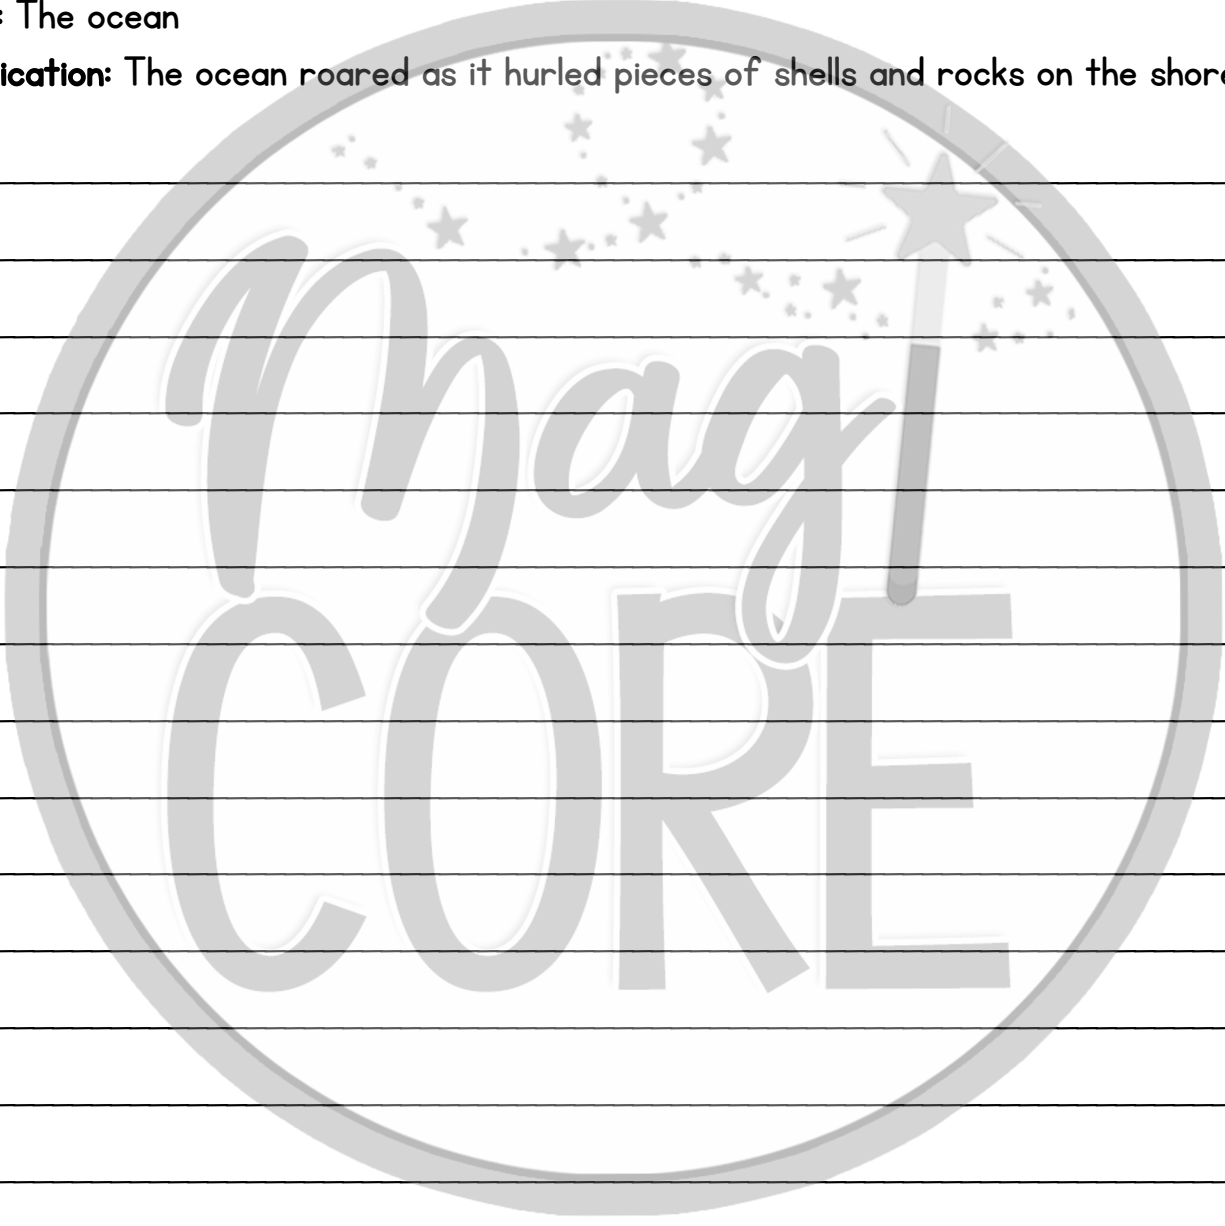 : The ocean
ication: The ocean roared as it hurled pieces of shells and rocks on the shore
Magi
CORE